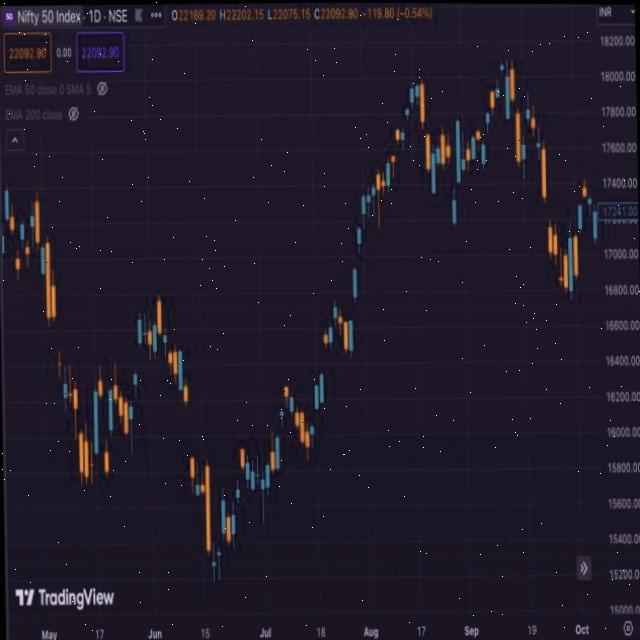 50 Nifty 50 Index · 1D · NSE ••• O22169.20 H22202.15 L22075.15 C22092.90 -119.80 (-0.54%)
INR
22092.90 0.00 22092.90
EMA 50 close 0 SMA 5
EMA 200 close
18200.00
18000.00
17800.00
17600.00
17400.00
17241.00
17000.00
16800.00
16600.00
16400.00
16200.00
16000.00
15800.00
15600.00
15400.00
15200.00
15000.00
TradingView
May 17 Jun 15 Jul 18 Aug 17 Sep 19 Oct